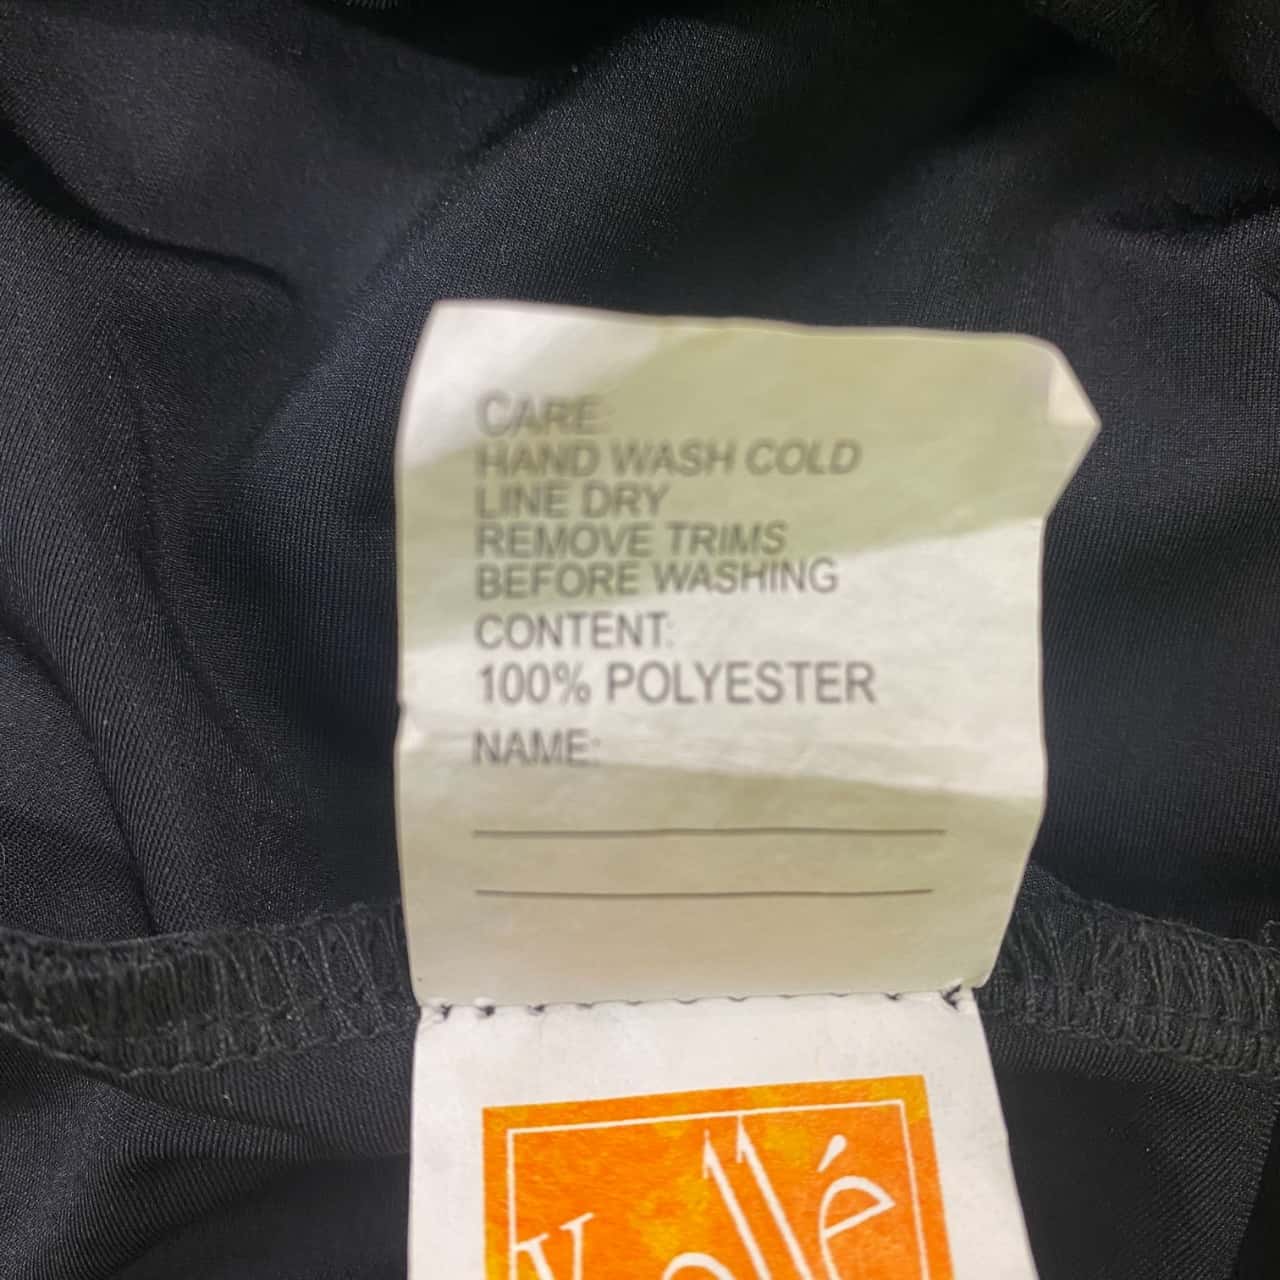 CARE:
HAND WASH COLD
LINE DRY
REMOVE TRIMS
BEFORE WASHING
CONTENT:
100% POLYESTER
NAME: